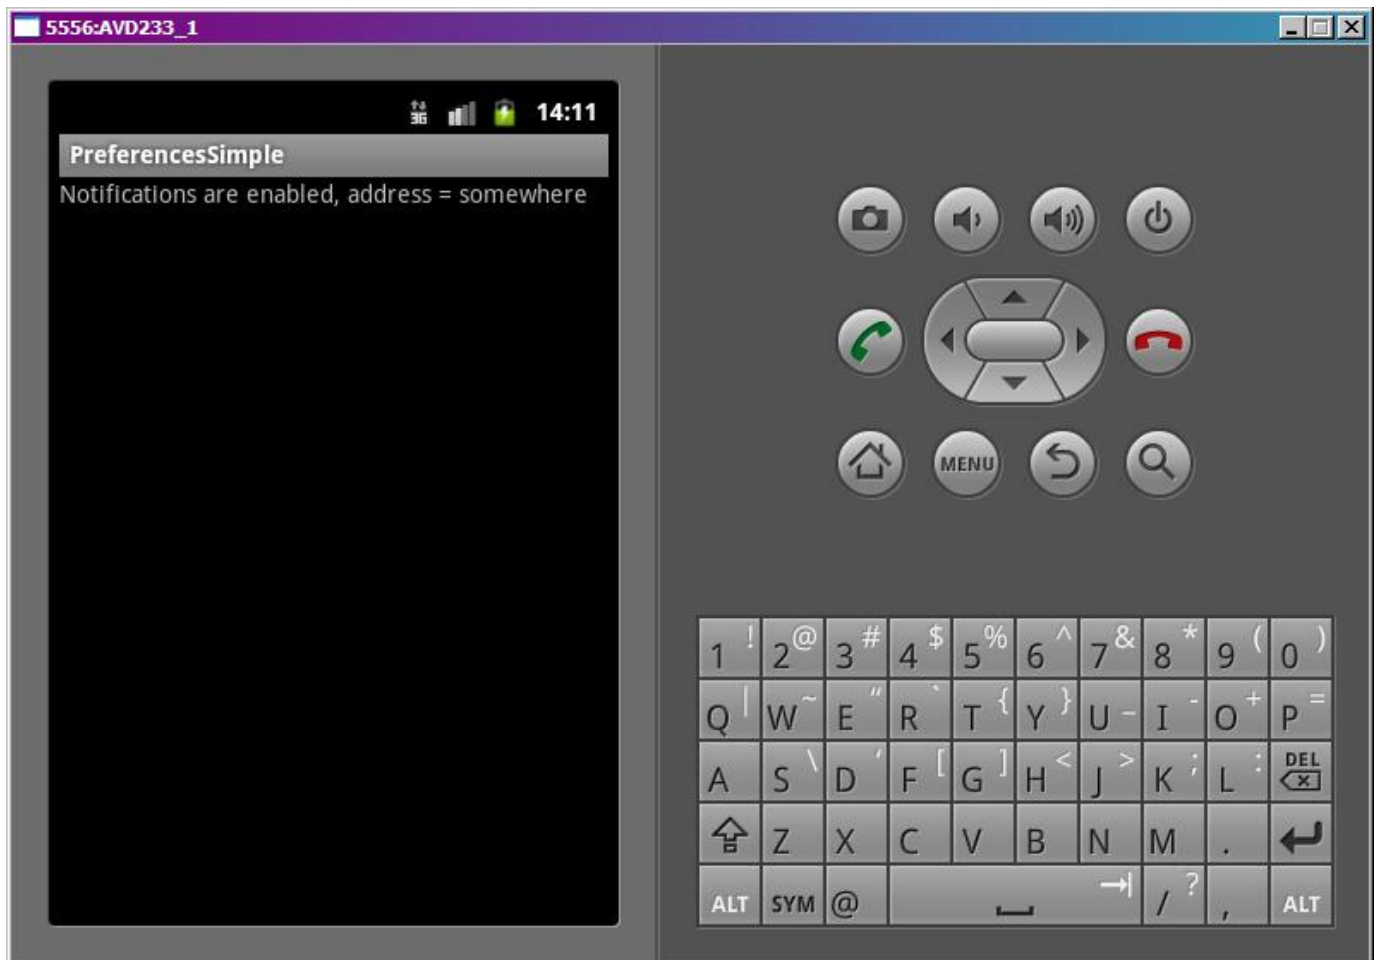 5556:AVD233_1
3G 14:11
PreferencesSimple
Notifications are enabled, address = somewhere
MENU
1 ! 2 @ 3 # 4 $ 5 % 6 ^ 7 & 8 * 9 ( 0 )
Q | W ~ E “ R ` T { Y } U _ I - O + P =
A S \ D ‘ F [ G ] H < J > K ; L : DEL
Z X C V B N M .
ALT SYM @ / ? , ALT